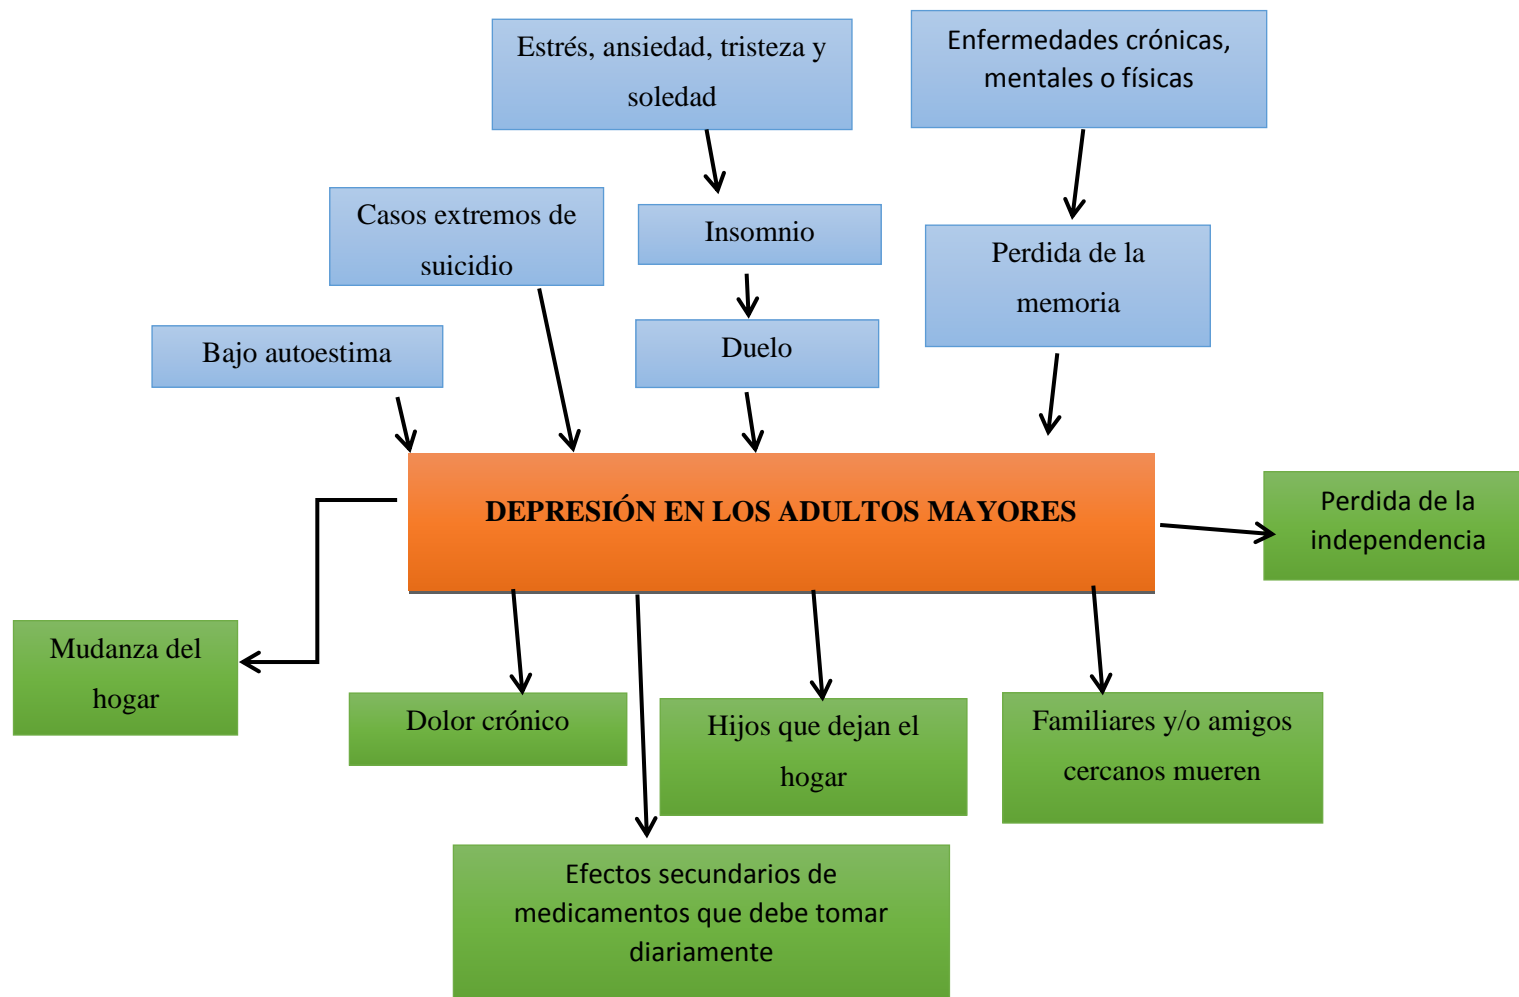 Estrés, ansiedad, tristeza y
soledad
Enfermedades crónicas,
mentales o físicas
Casos extremos de
suicidio
Insomnio
Perdida de la
memoria
Bajo autoestima
Duelo
DEPRESIÓN EN LOS ADULTOS MAYORES
Perdida de la
independencia
Mudanza del
hogar
Dolor crónico
Hijos que dejan el
hogar
Familiares y/o amigos
cercanos mueren
Efectos secundarios de
medicamentos que debe tomar
diariamente